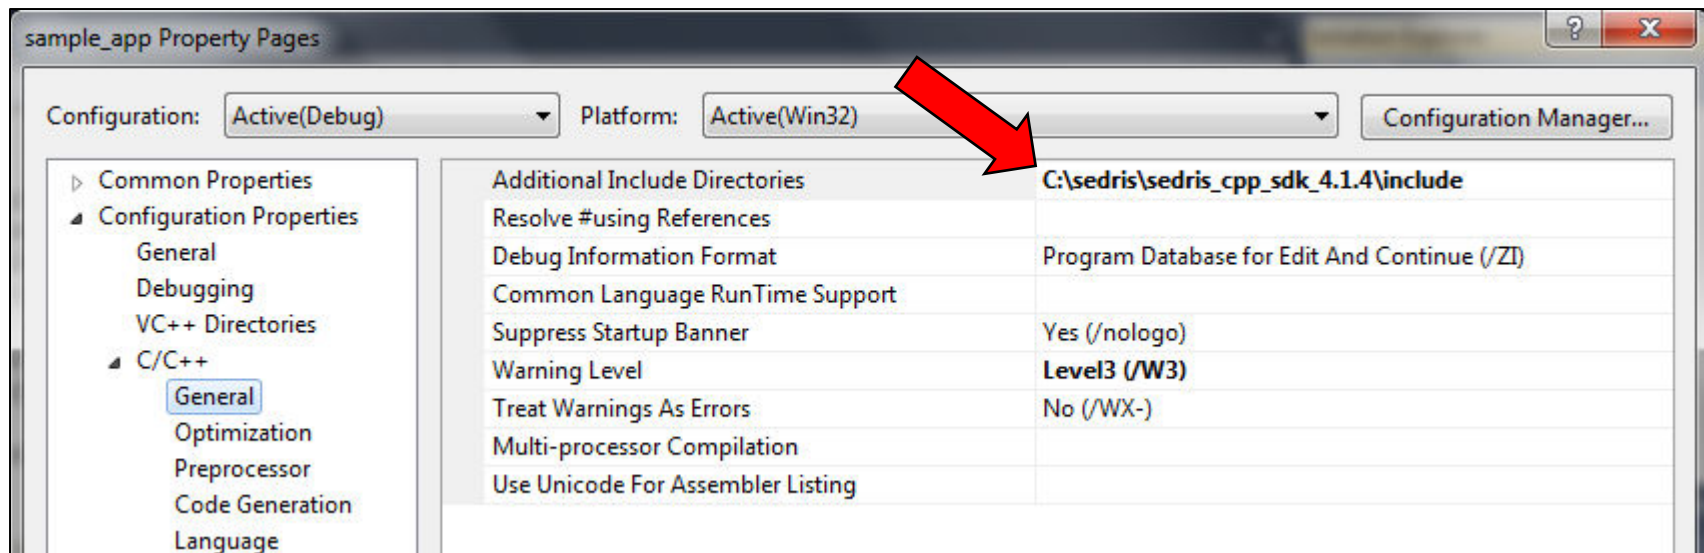 sample_app Property Pages
Configuration: Active(Debug) Platform: Active(Win32) Configuration Manager...
Common Properties
Configuration Properties
General
Debugging
VC++ Directories
C/C++
General
Optimization
Preprocessor
Code Generation
Language
Additional Include Directories C:\sedris\sedris_cpp_sdk_4.1.4\include
Resolve #using References
Debug Information Format Program Database for Edit And Continue (/ZI)
Common Language RunTime Support
Suppress Startup Banner Yes (/nologo)
Warning Level Level3 (/W3)
Treat Warnings As Errors No (/WX-)
Multi-processor Compilation
Use Unicode For Assembler Listing